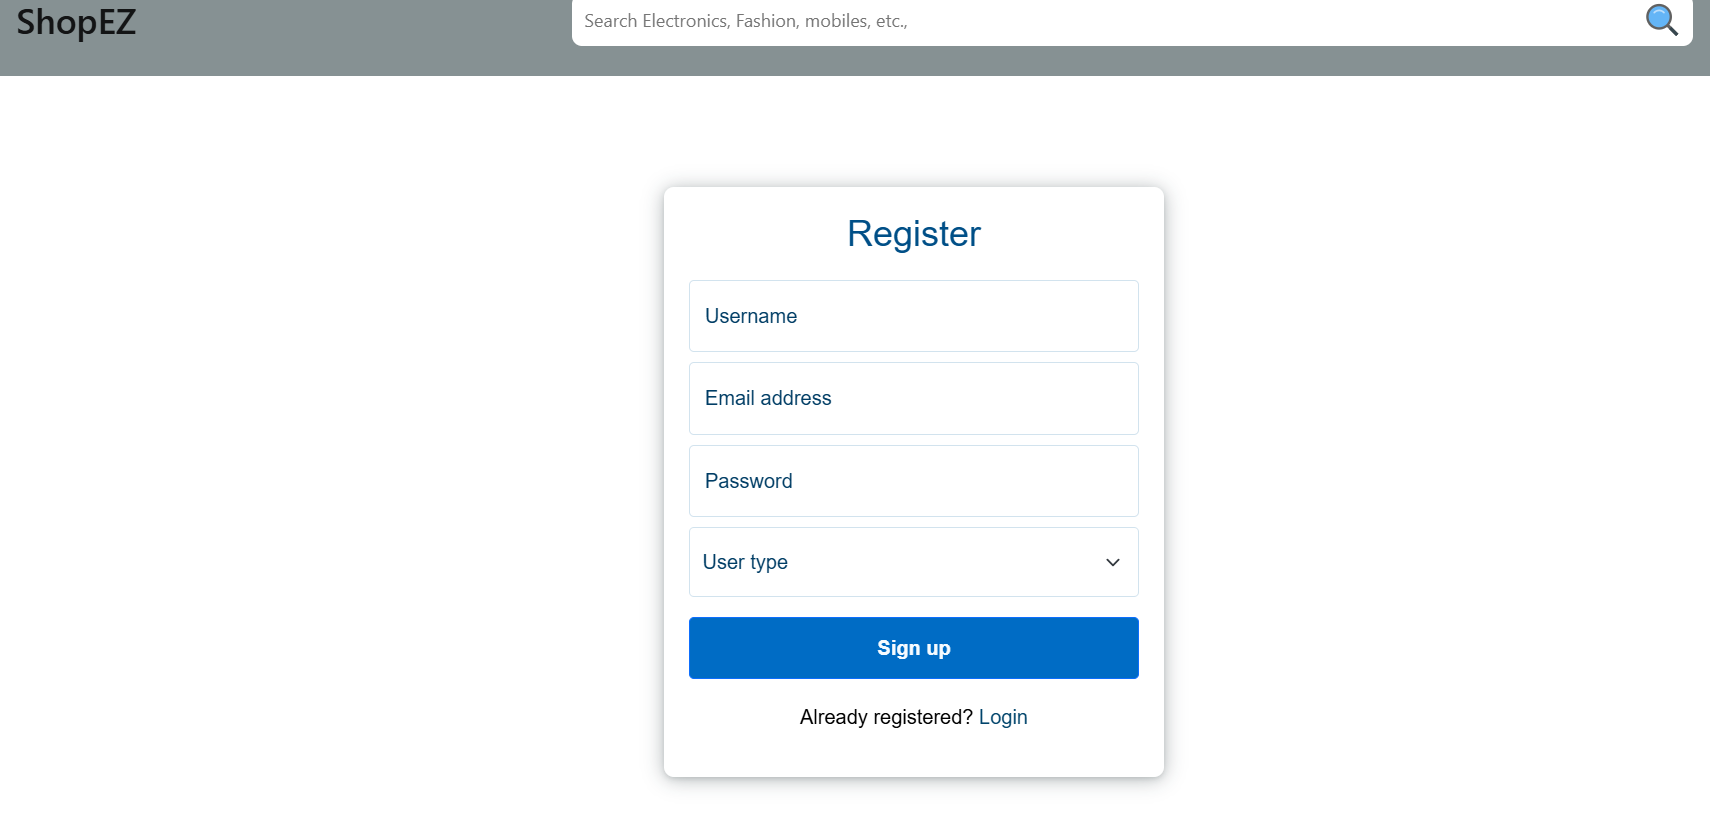 ShopEZ
Search Electronics, Fashion, mobiles, etc.,
Register
Username
Email address
Password
User type
Sign up
Already registered? Login